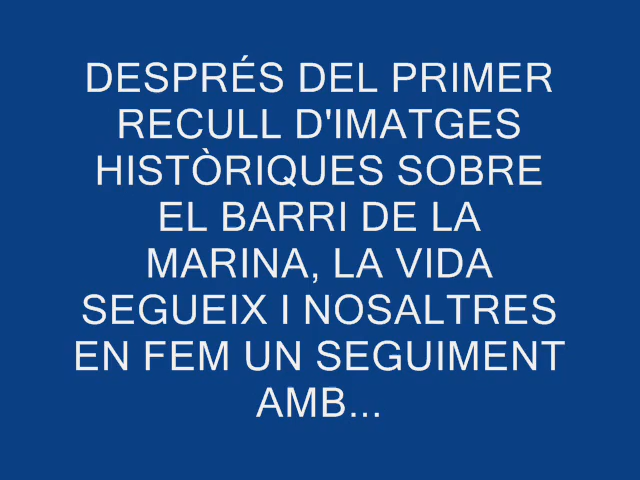 DESPRÉS DEL PRIMER
RECULL D'IMATGES
HISTÒRIQUES SOBRE
EL BARRI DE LA
MARINA, LA VIDA
SEGUEIX I NOSALTRES
EN FEM UN SEGUIMENT
AMB...